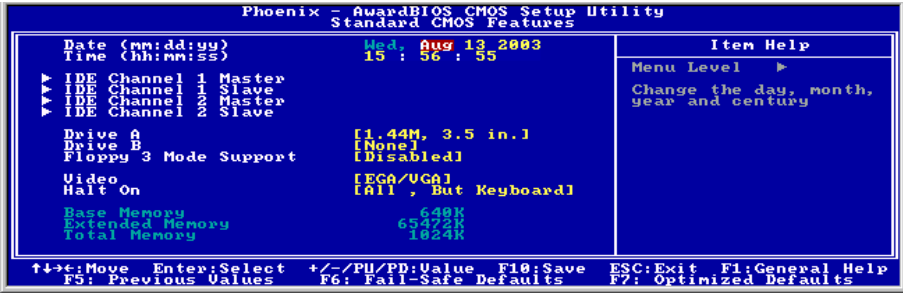 Phoenix - AwardBIOS CMOS Setup Utility
Standard CMOS Features
Date (mm:dd:yy) Wed, Aug 13 2003
Time (hh:mm:ss) 15 : 56 : 55
► IDE Channel 1 Master
► IDE Channel 1 Slave
► IDE Channel 2 Master
► IDE Channel 2 Slave
Drive A [1.44M, 3.5 in.]
Drive B [None]
Floppy 3 Mode Support [Disabled]
Video [EGA/VGA]
Halt On [All , But Keyboard]
Base Memory 640K
Extended Memory 65472K
Total Memory 1024K
Item Help
Menu Level ►
Change the day, month,
year and century
↑↓→←:Move Enter:Select +/-/PU/PD:Value F10:Save ESC:Exit F1:General Help
F5: Previous Values F6: Fail-Safe Defaults F7: Optimized Defaults